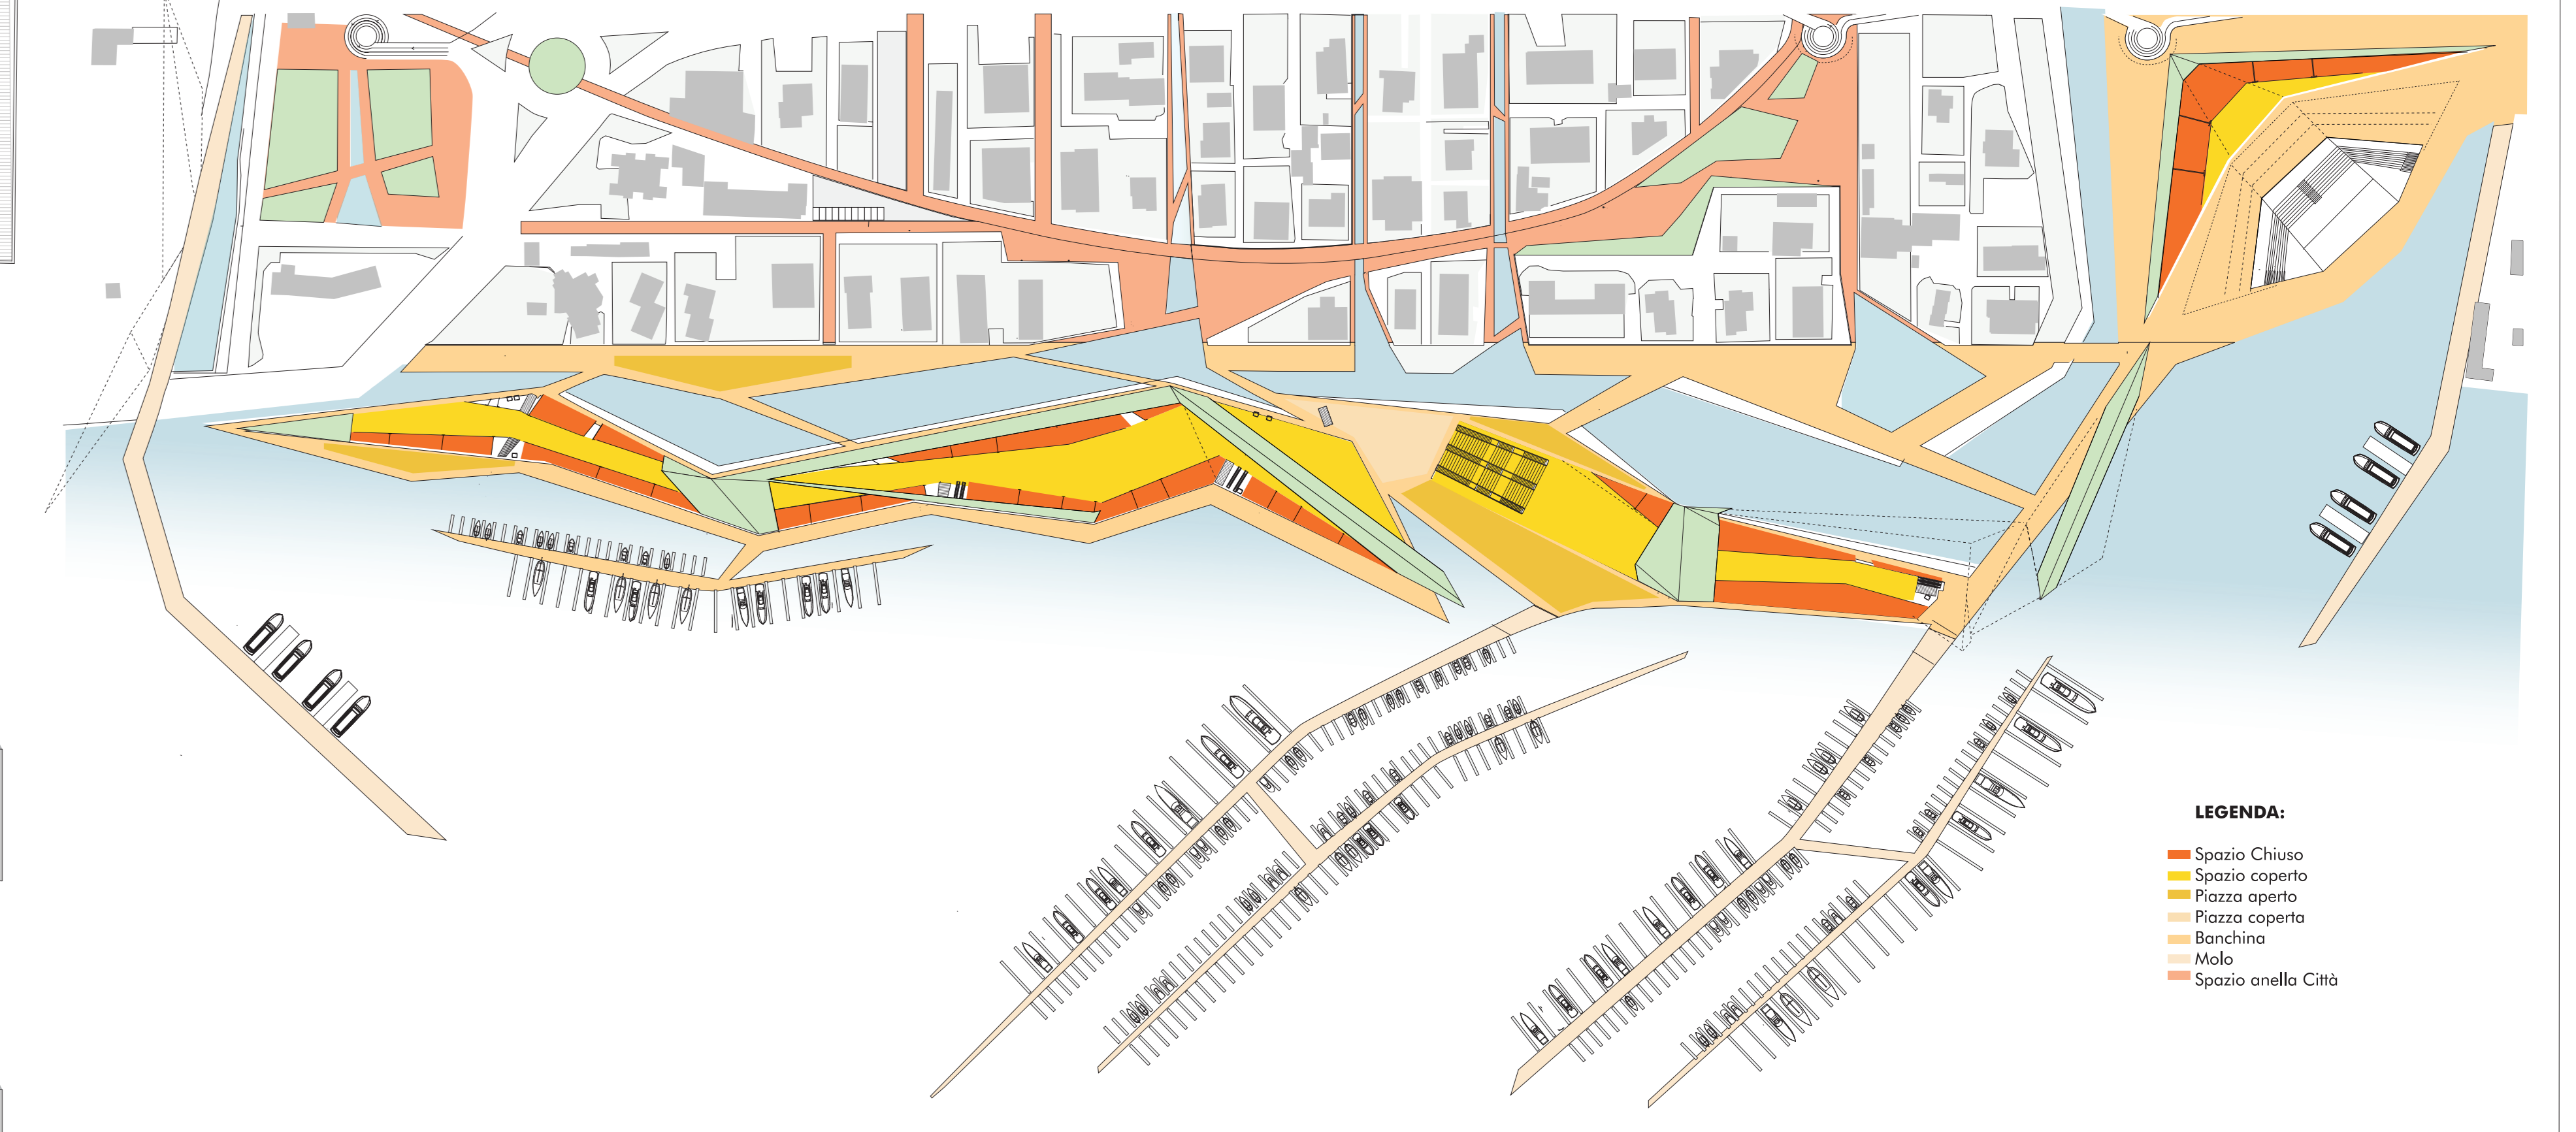 LEGENDA:
Spazio Chiuso
Spazio coperto
Piazza aperto
Piazza coperta
Banchina
Molo
Spazio anella Città